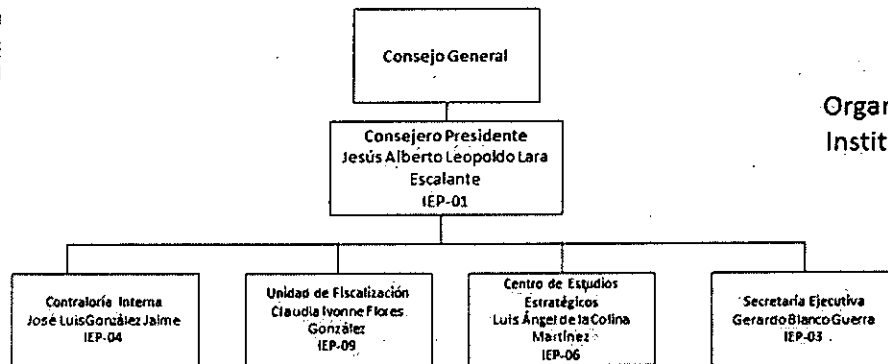 Consejo General
Organ
Instit
Consejero Presidente
Jesús Alberto Leopoldo Lara
Escalante
IEP-01
Contraloría Interna
José Luis González Jaime
IEP-04
Unidad de Fiscalización
Claudia Ivonne Flores
González
IEP-09
Centro de Estudios
Estratégicos
Luis Ángel de la Colina
Martínez
IEP-06
Secretaría Ejecutiva
Gerardo Blanco Guerra
IEP-03